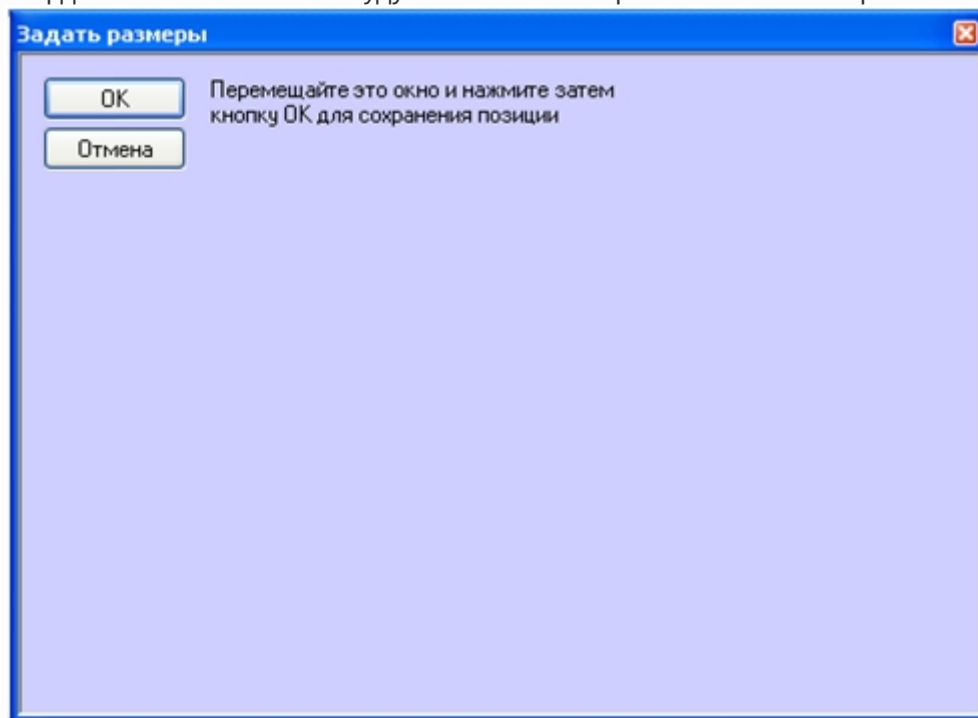 Задать размеры
OK
Перемещайте это окно и нажмите затем
кнопку OK для сохранения позиции
Отмена